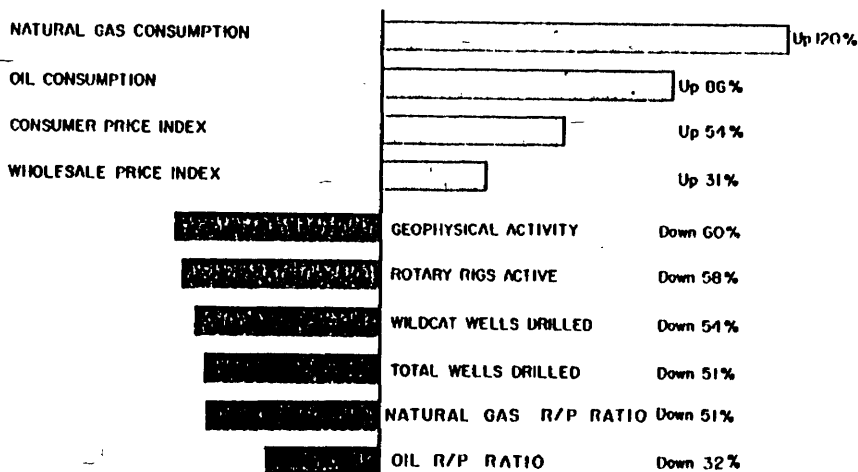 NATURAL GAS CONSUMPTION Up 120%
OIL CONSUMPTION Up 86%
CONSUMER PRICE INDEX Up 54%
WHOLESALE PRICE INDEX Up 31%
GEOPHYSICAL ACTIVITY Down 60%
ROTARY RIGS ACTIVE Down 58%
WILDCAT WELLS DRILLED Down 54%
TOTAL WELLS DRILLED Down 51%
NATURAL GAS R/P RATIO Down 51%
OIL R/P RATIO Down 32%